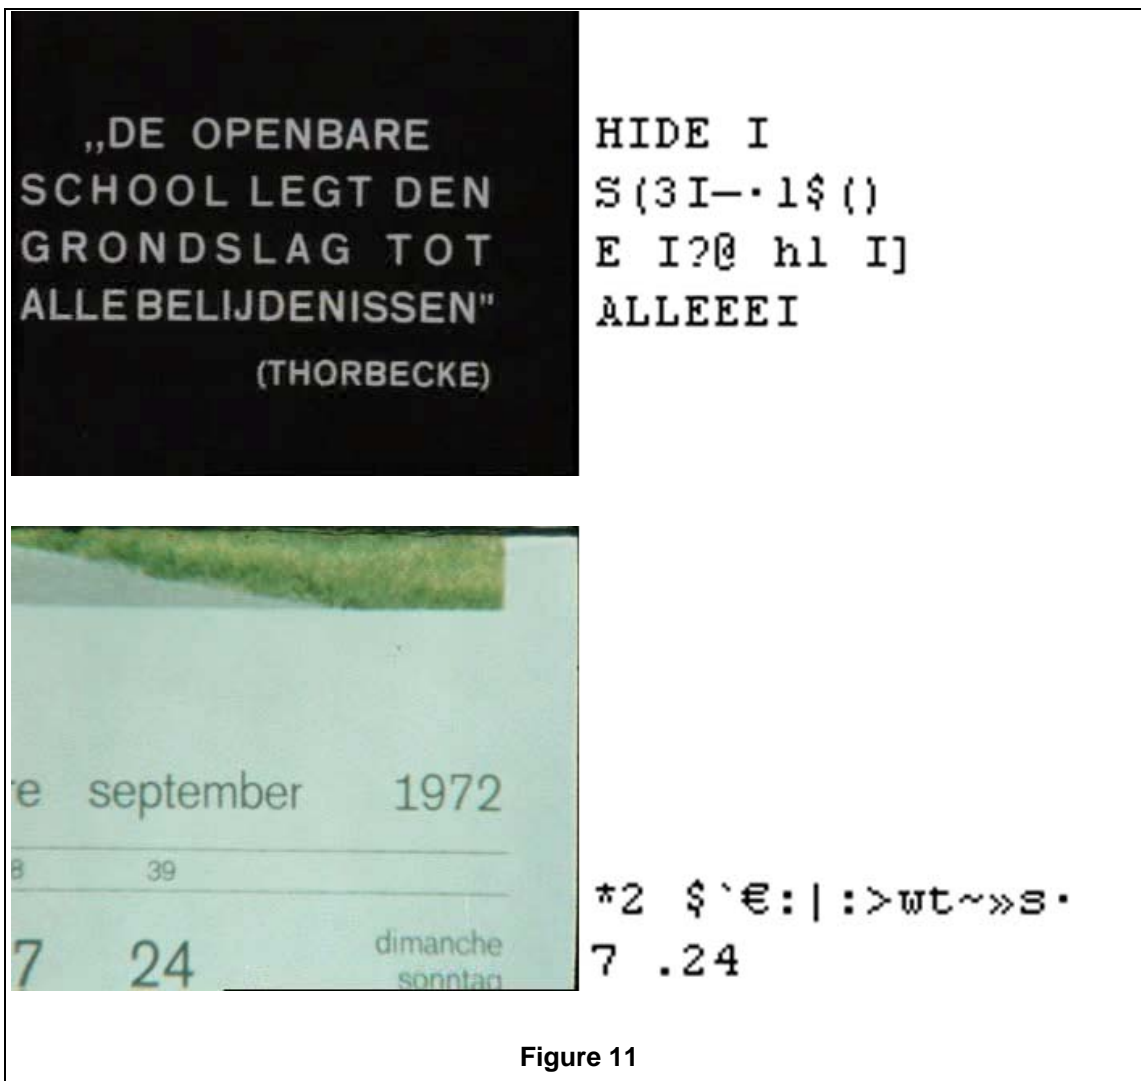 „DE OPENBARE
SCHOOL LEGT DEN
GRONDSLAG TOT
ALLE BELIJDENISSEN"
(THORBECKE)
HIDE I
S(3I—·l$()
E I?@ hl I]
ALLEEEI
re september 1972
8 39
7 24 dimanche
sonntag
*2 $`€:|:>wt~»s·
7 .24
Figure 11